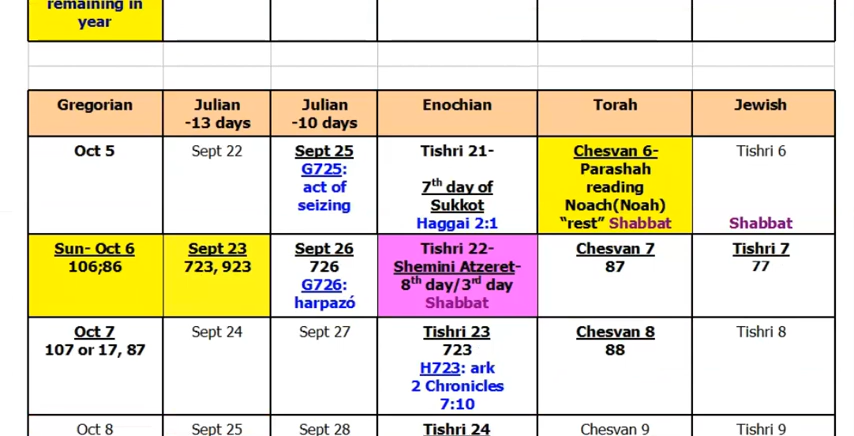 remaining in
year
Gregorian
Julian
-13 days
Julian
-10 days
Enochian
Torah
Jewish
Oct 5
Sept 22
Sept 25
G725:
act of
seizing
Tishri 21-
7th day of
Sukkot
Haggai 2:1
Chesvan 6-
Parashah
reading
Noach(Noah)
“rest” Shabbat
Tishri 6
Shabbat
Sun- Oct 6
106;86
Sept 23
723, 923
Sept 26
726
G726:
harpazó
Tishri 22-
Shemini Atzeret-
8th day/3rd day
Shabbat
Chesvan 7
87
Tishri 7
77
Oct 7
107 or 17, 87
Sept 24
Sept 27
Tishri 23
723
H723: ark
2 Chronicles
7:10
Chesvan 8
88
Tishri 8
Oct 8
Sept 25
Sept 28
Tishri 24
Chesvan 9
Tishri 9